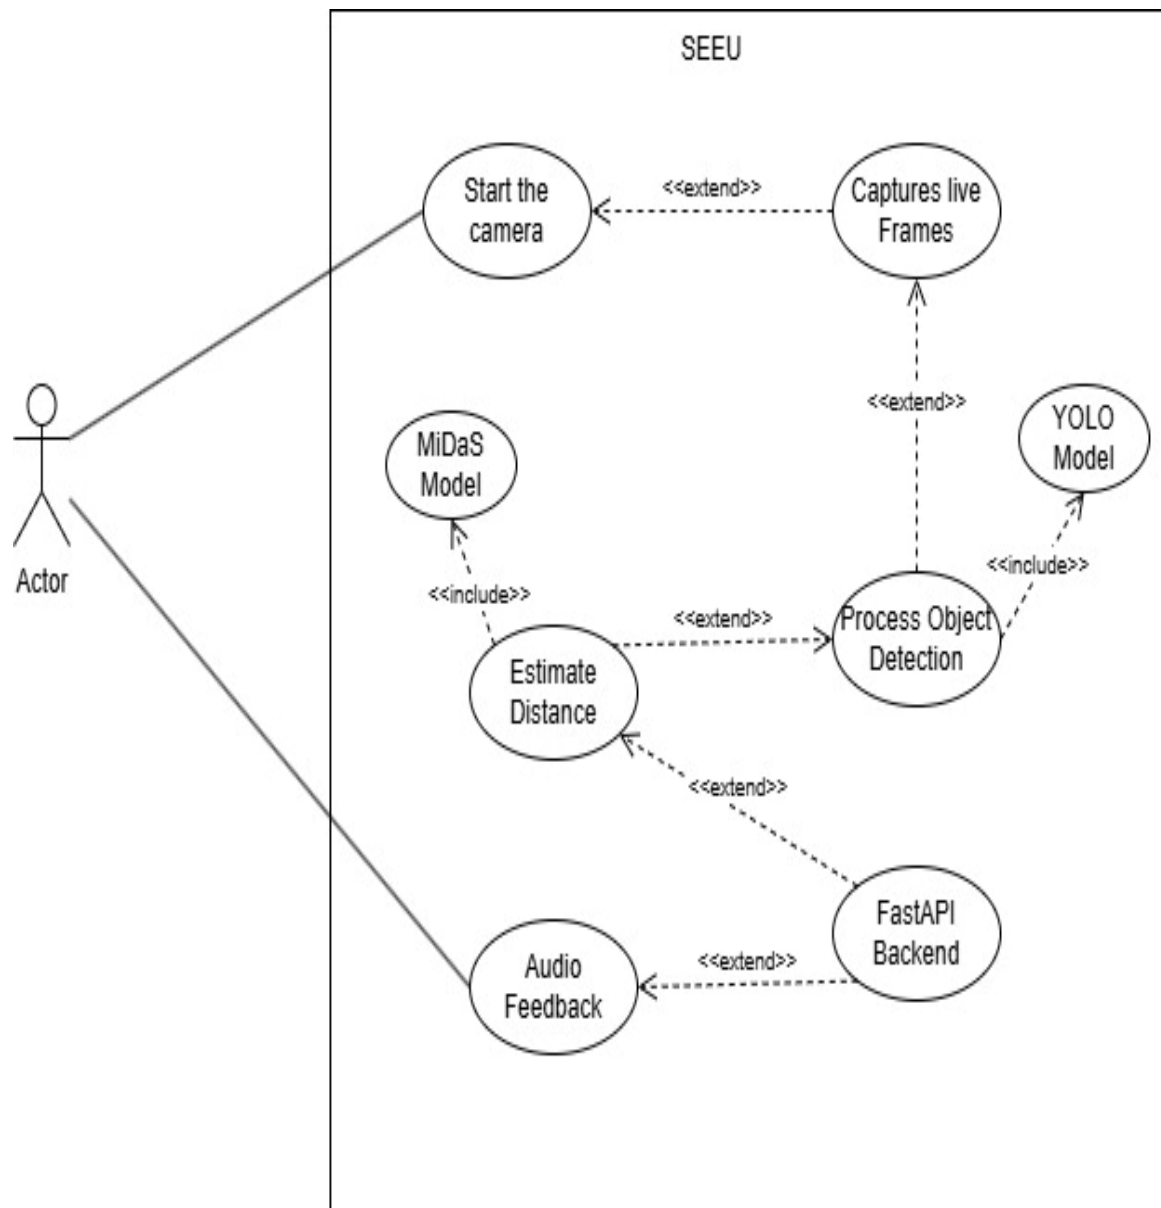 SEEU
Start the
camera
<<extend>>
Captures live
Frames
<<extend>>
MiDaS
Model
YOLO
Model
Actor
<<include>>
<<include>>
<<extend>>
Process Object
Detection
Estimate
Distance
<<extend>>
FastAPI
Backend
<<extend>>
Audio
Feedback